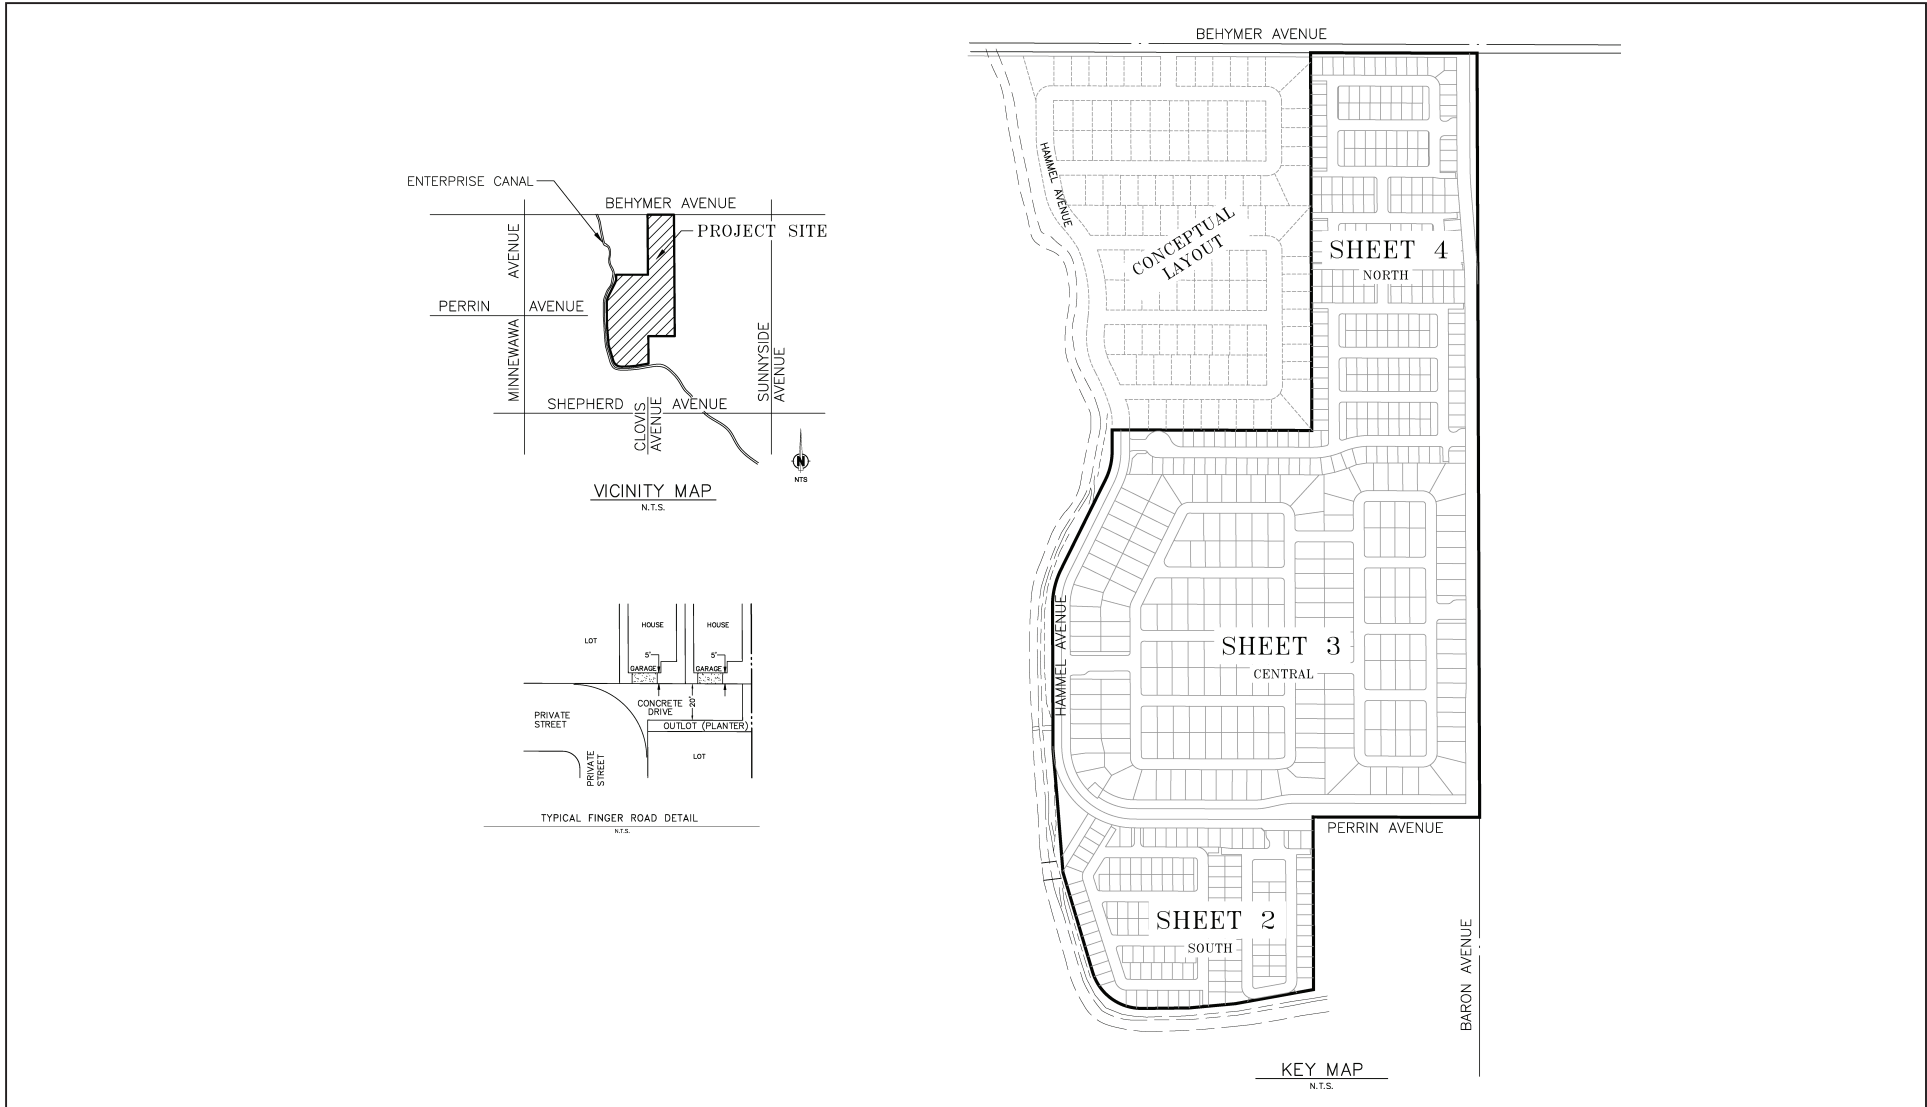 ENTERPRISE CANAL
BEHYMER AVENUE
PROJECT SITE
MINNEWAWA
AVENUE
PERRIN AVENUE
SUNNYSIDE
AVENUE
SHEPHERD AVENUE
CLOVIS
AVENUE
N
NTS
VICINITY MAP
N.T.S.
LOT
HOUSE
HOUSE
5'
5'
GARAGE
GARAGE
CONCRETE
DRIVE
20'
PRIVATE
STREET
OUTLOT (PLANTER)
PRIVATE
STREET
LOT
TYPICAL FINGER ROAD DETAIL
N.T.S.
BEHYMER AVENUE
HAMMEL AVENUE
CONCEPTUAL
LAYOUT
SHEET 4
NORTH
HAMMEL AVENUE
SHEET 3
CENTRAL
PERRIN AVENUE
SHEET 2
SOUTH
BARON AVENUE
KEY MAP
N.T.S.